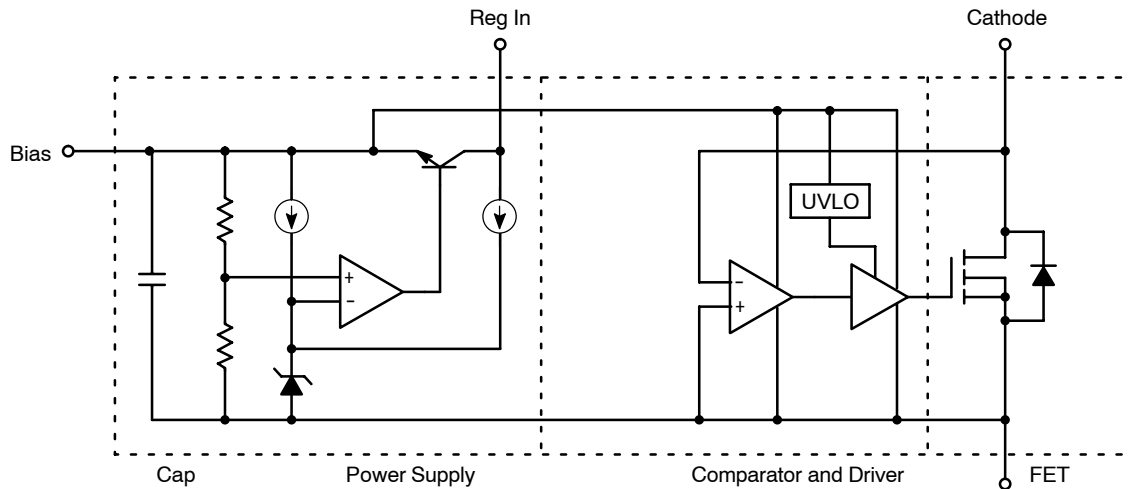 Reg In
Cathode
Bias
UVLO
+
−
−
+
Cap
Power Supply
Comparator and Driver
FET